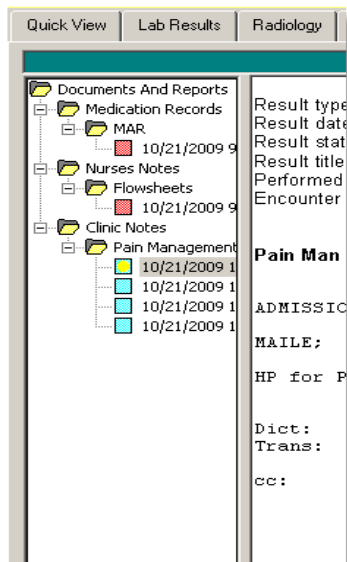 Quick View Lab Results Radiology
Documents And Reports
Medication Records
MAR
10/21/2009 9
Nurses Notes
Flowsheets
10/21/2009 9
Clinic Notes
Pain Management
10/21/2009 1
10/21/2009 1
10/21/2009 1
10/21/2009 1
Result type
Result date
Result stat
Result title
Performed
Encounter
Pain Man
ADMISSIC
MAILE;
HP for P
Dict:
Trans:
cc: